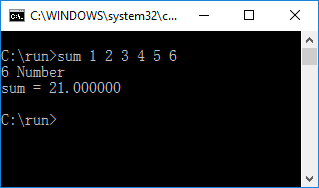 C:\WINDOWS\system32\c...
C:\run>sum 1 2 3 4 5 6
6 Number
sum = 21.000000
C:\run>